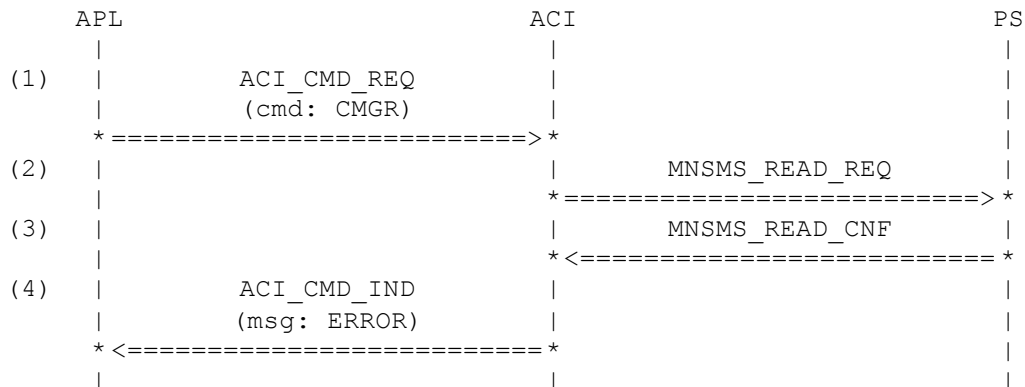 APL ACI PS
| | |
(1) | ACI_CMD_REQ | |
| (cmd: CMGR) | |
*==========================>* |
(2) | | MNSMS_READ_REQ |
| *==========================>*
(3) | | MNSMS_READ_CNF |
| *<==========================*
(4) | ACI_CMD_IND | |
| (msg: ERROR) | |
*<==========================* |
| | |